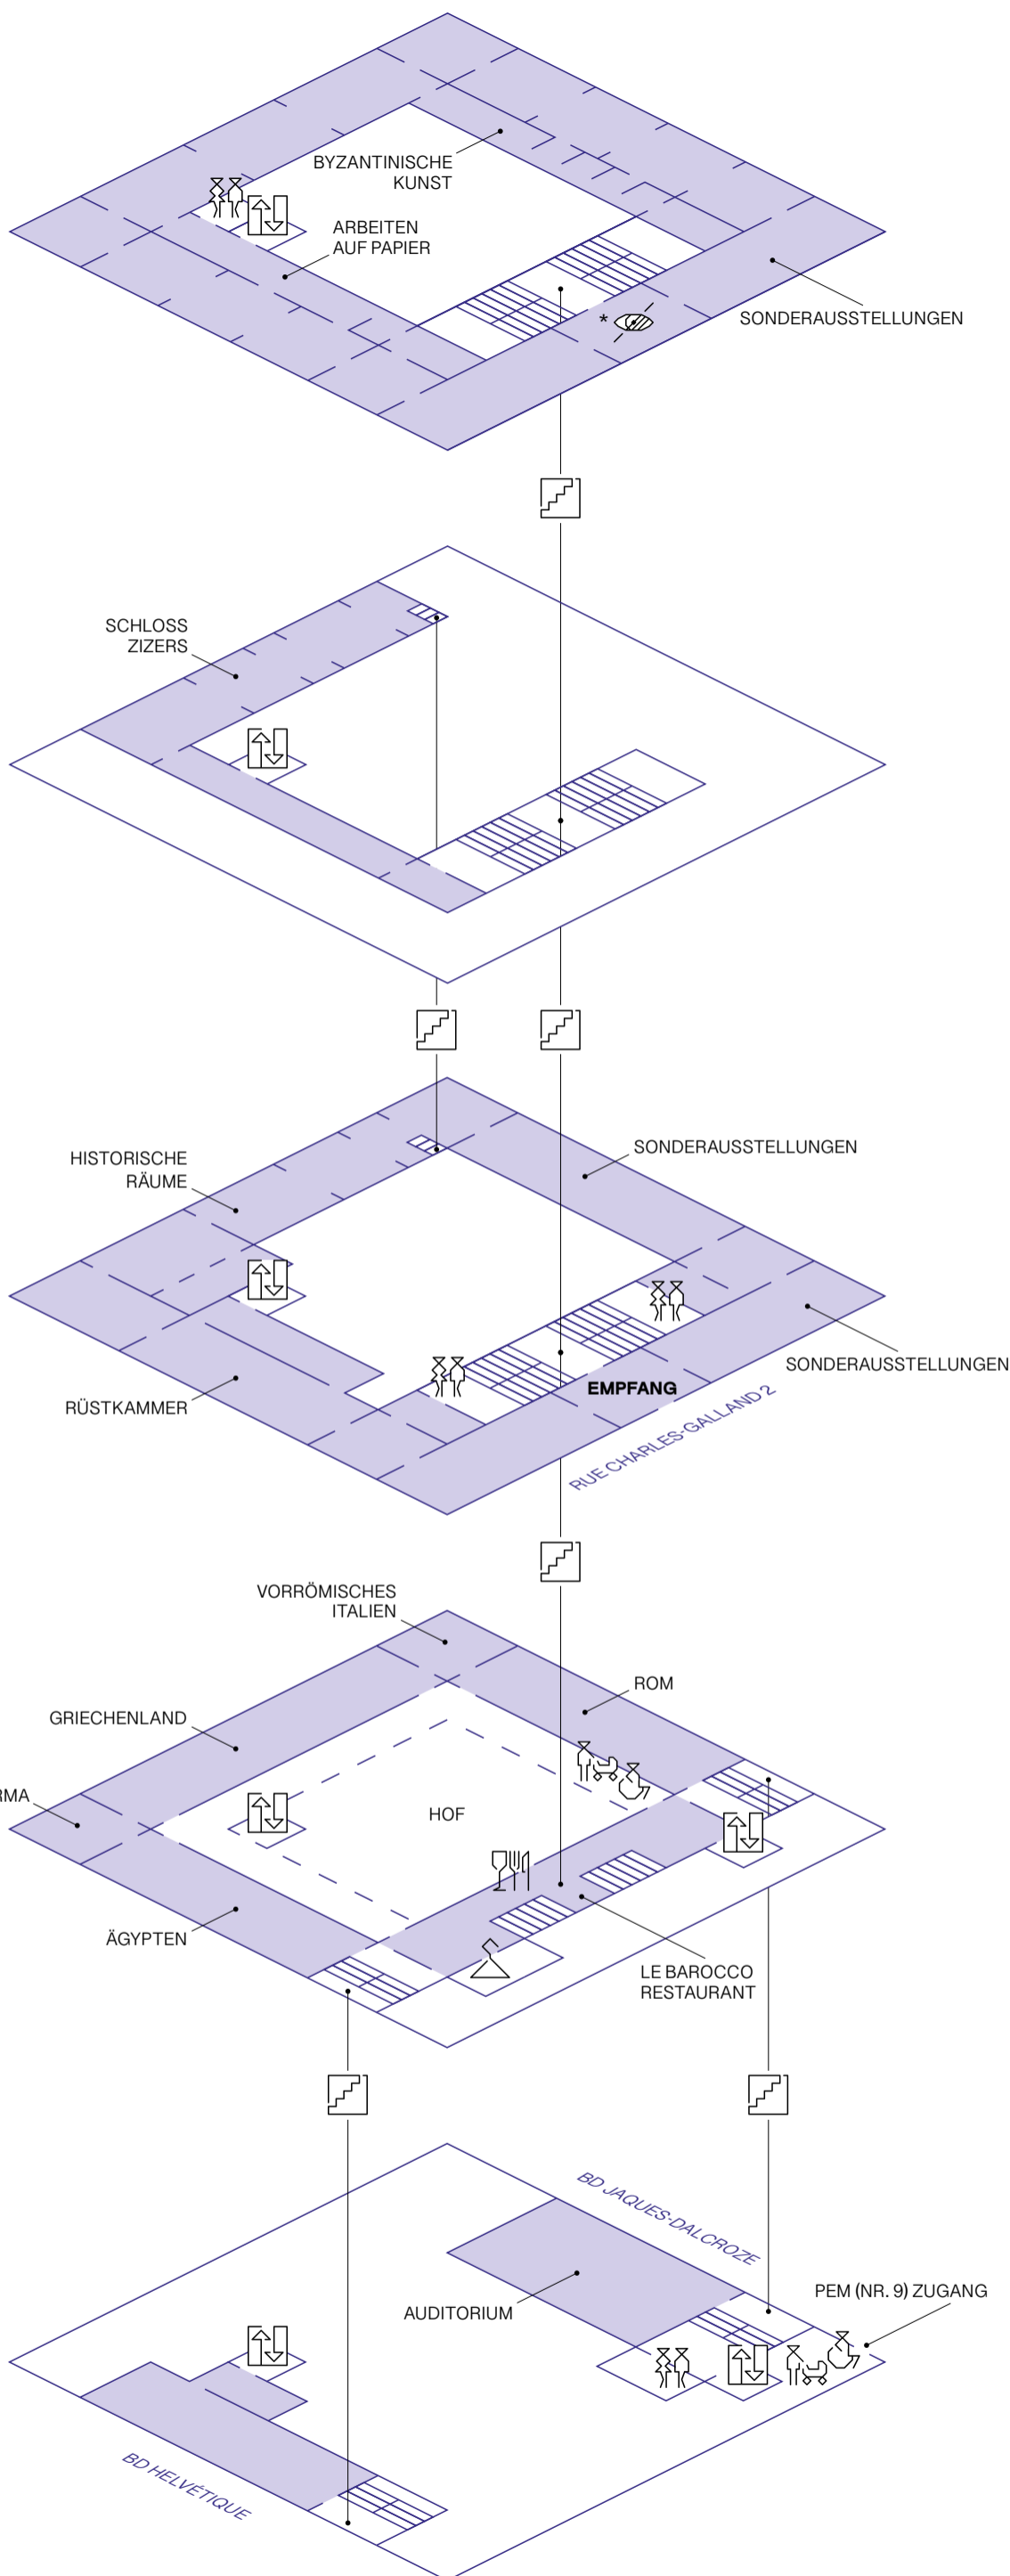 BYZANTINISCHE
KUNST
ARBEITEN
AUF PAPIER
*
SONDERAUSSTELLUNGEN
SCHLOSS
ZIZERS
HISTORISCHE
RÄUME
SONDERAUSSTELLUNGEN
SONDERAUSSTELLUNGEN
EMPFANG
RÜSTKAMMER
RUE CHARLES-GALLAND 2
VORRÖMISCHES
ITALIEN
ROM
GRIECHENLAND
RMA
HOF
ÄGYPTEN
LE BAROCCO
RESTAURANT
BD JAQUES-DALCROZE
PEM (NR. 9) ZUGANG
AUDITORIUM
BD HELVÉTIQUE